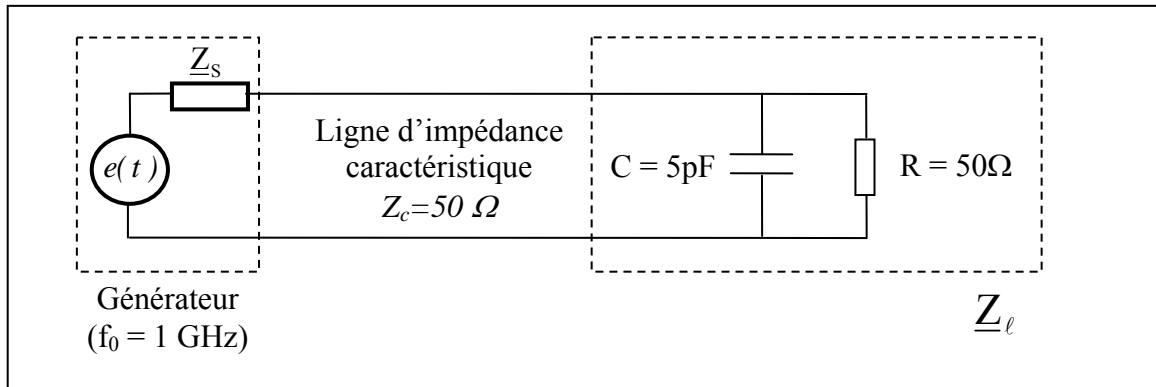 Z_S
e( t )
Ligne d'impédance
caractéristique
Z_c=50 Ω
C = 5pF
R = 50Ω
Générateur
(f_0 = 1 GHz)
Z_ℓ